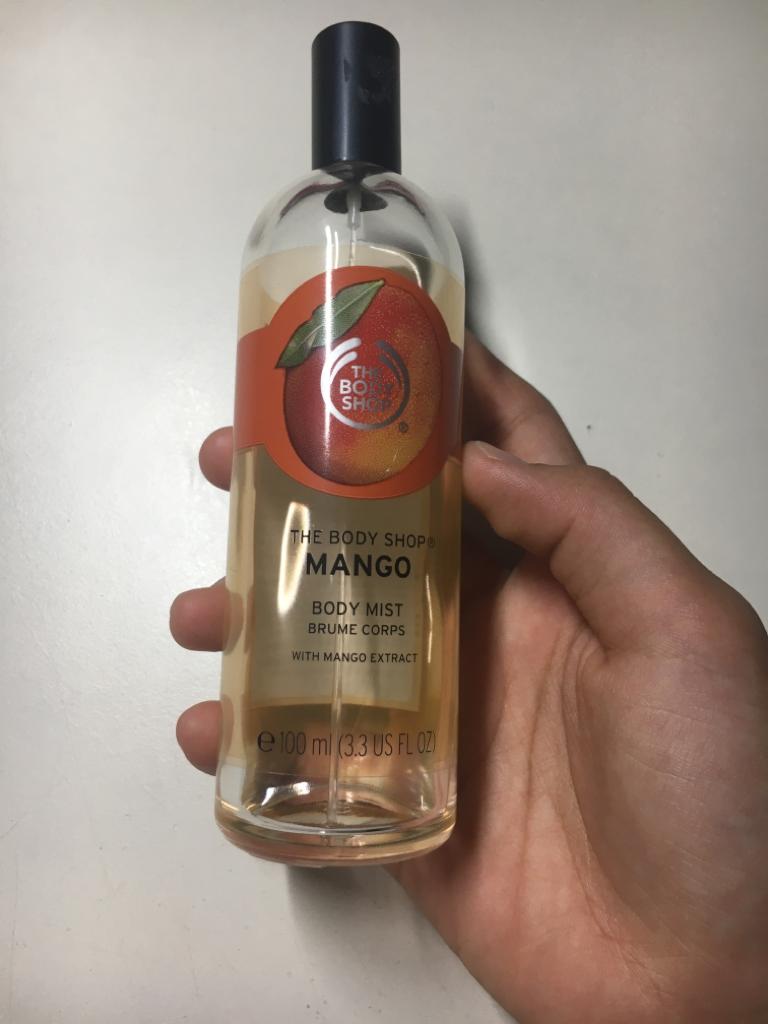 THE
BODY
SHOP
®
THE BODY SHOP®
MANGO
BODY MIST
BRUME CORPS
WITH MANGO EXTRACT
℮ 100 ml (3.3 US FL OZ)